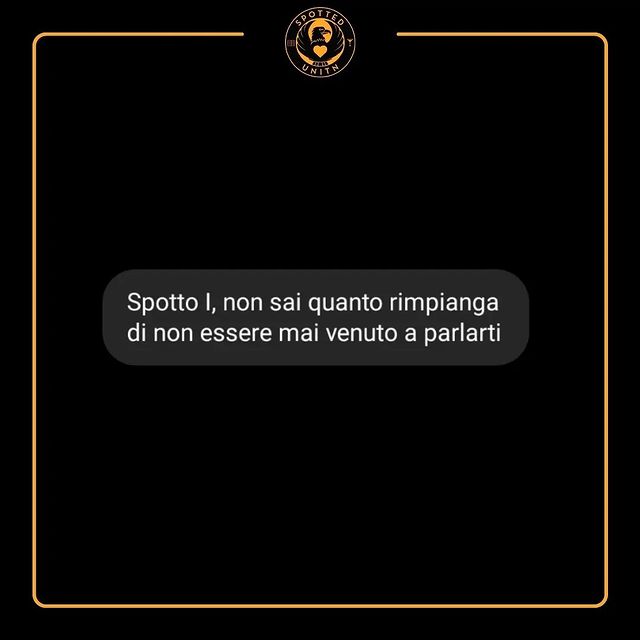 SPOTTED
UNITN
Spotto I, non sai quanto rimpianga
di non essere mai venuto a parlarti